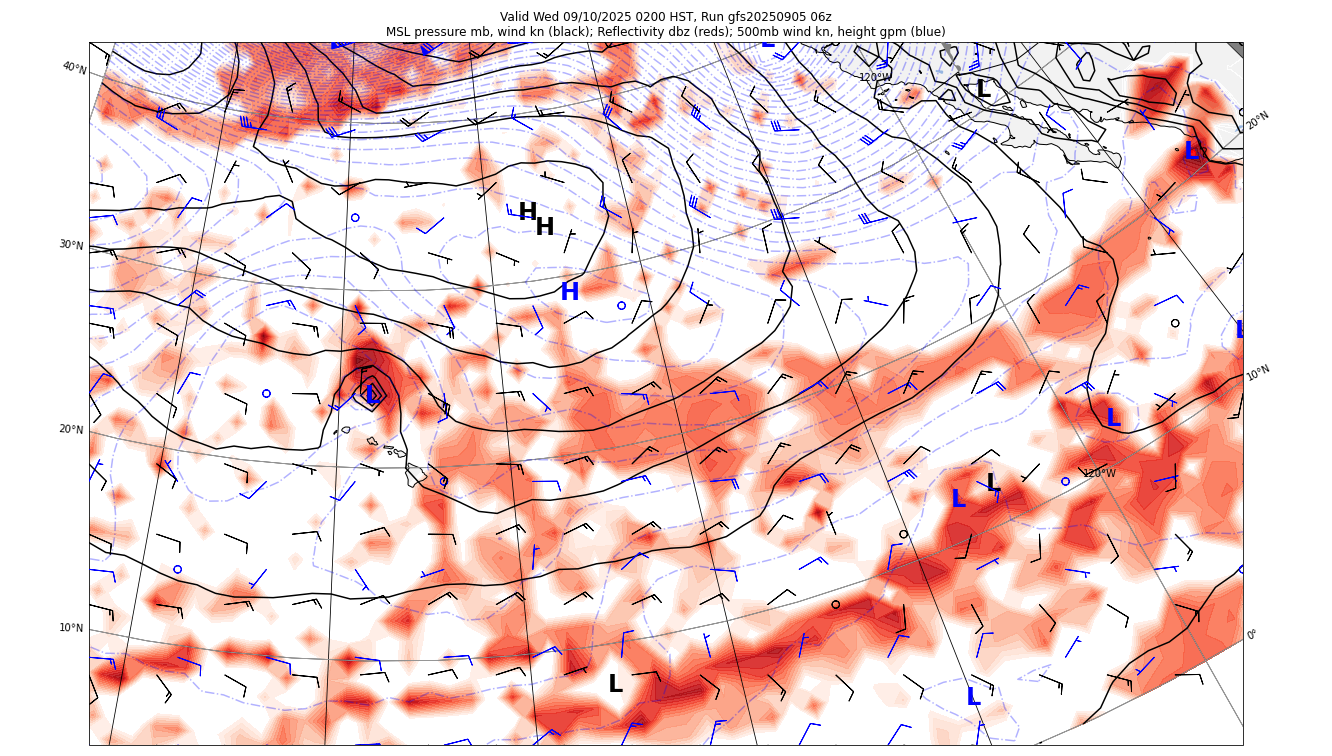 Valid Wed 09/10/2025 0200 HST, Run gfs20250905 06z
MSL pressure mb, wind kn (black); Reflectivity dbz (reds); 500mb wind kn, height gpm (blue)
L
40°N
120°W
L
20°N
L
H
H
30°N
H
L
10°N
L
L
20°N
120°W
L
L
10°N
0°
L
L